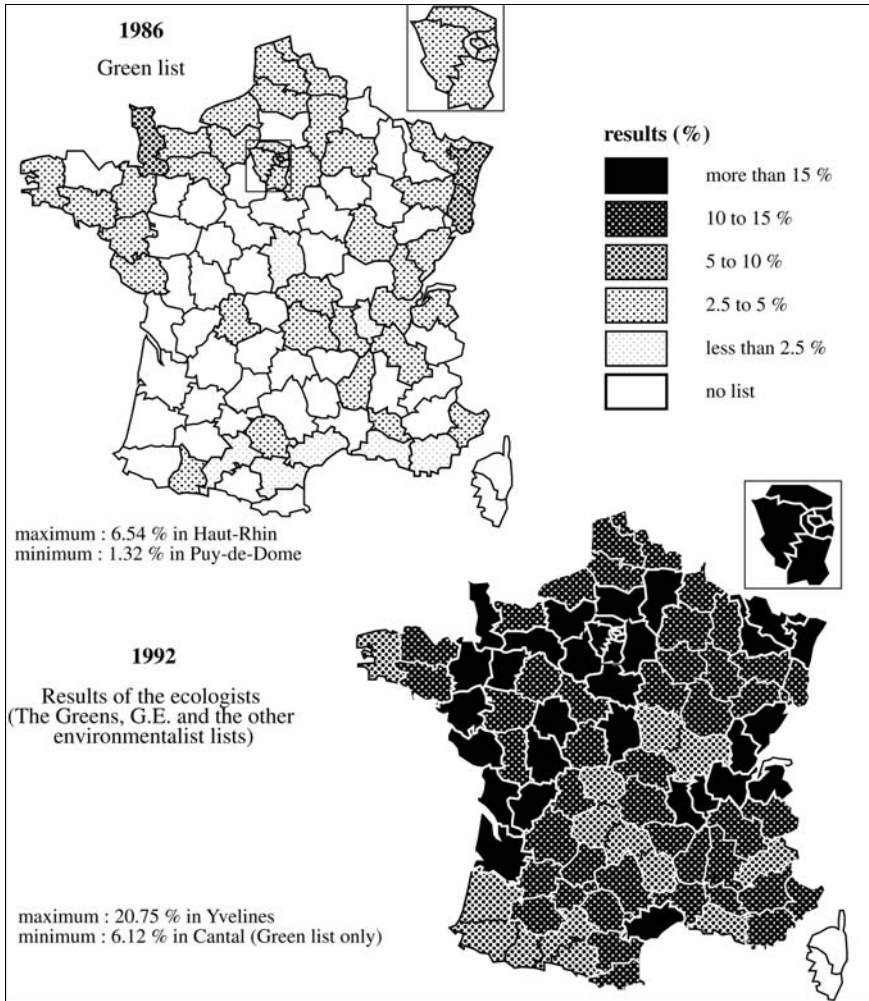 1986
Green list
results (%)
more than 15 %
10 to 15 %
5 to 10 %
2.5 to 5 %
less than 2.5 %
no list
maximum : 6.54 % in Haut-Rhin
minimum : 1.32 % in Puy-de-Dome
1992
Results of the ecologists
(The Greens, G.E. and the other
environmentalist lists)
maximum : 20.75 % in Yvelines
minimum : 6.12 % in Cantal (Green list only)